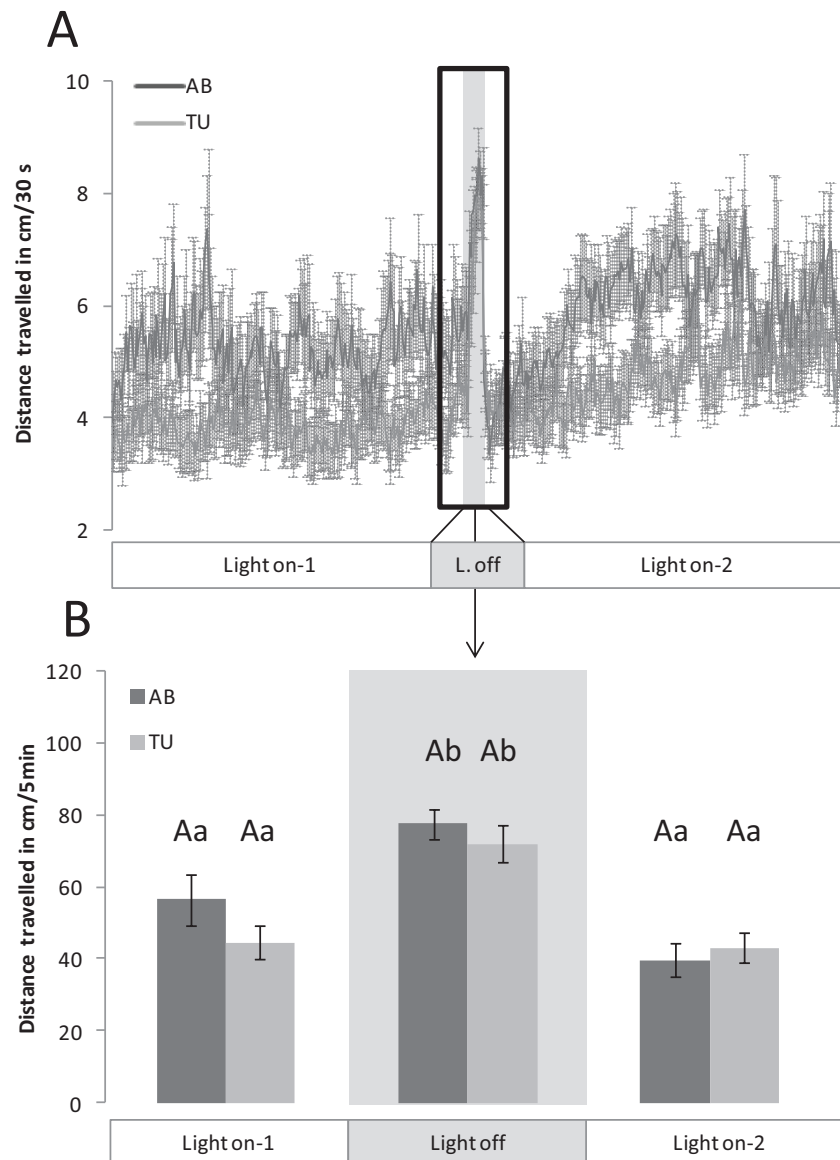 A
10
8
6
4
2
Distance travelled in cm/30 s
AB
TU
Light on-1 L. off Light on-2
B
120
100
80
60
40
20
0
Distance travelled in cm/5min
AB
TU
Aa Aa Ab Ab Aa Aa
Light on-1 Light off Light on-2